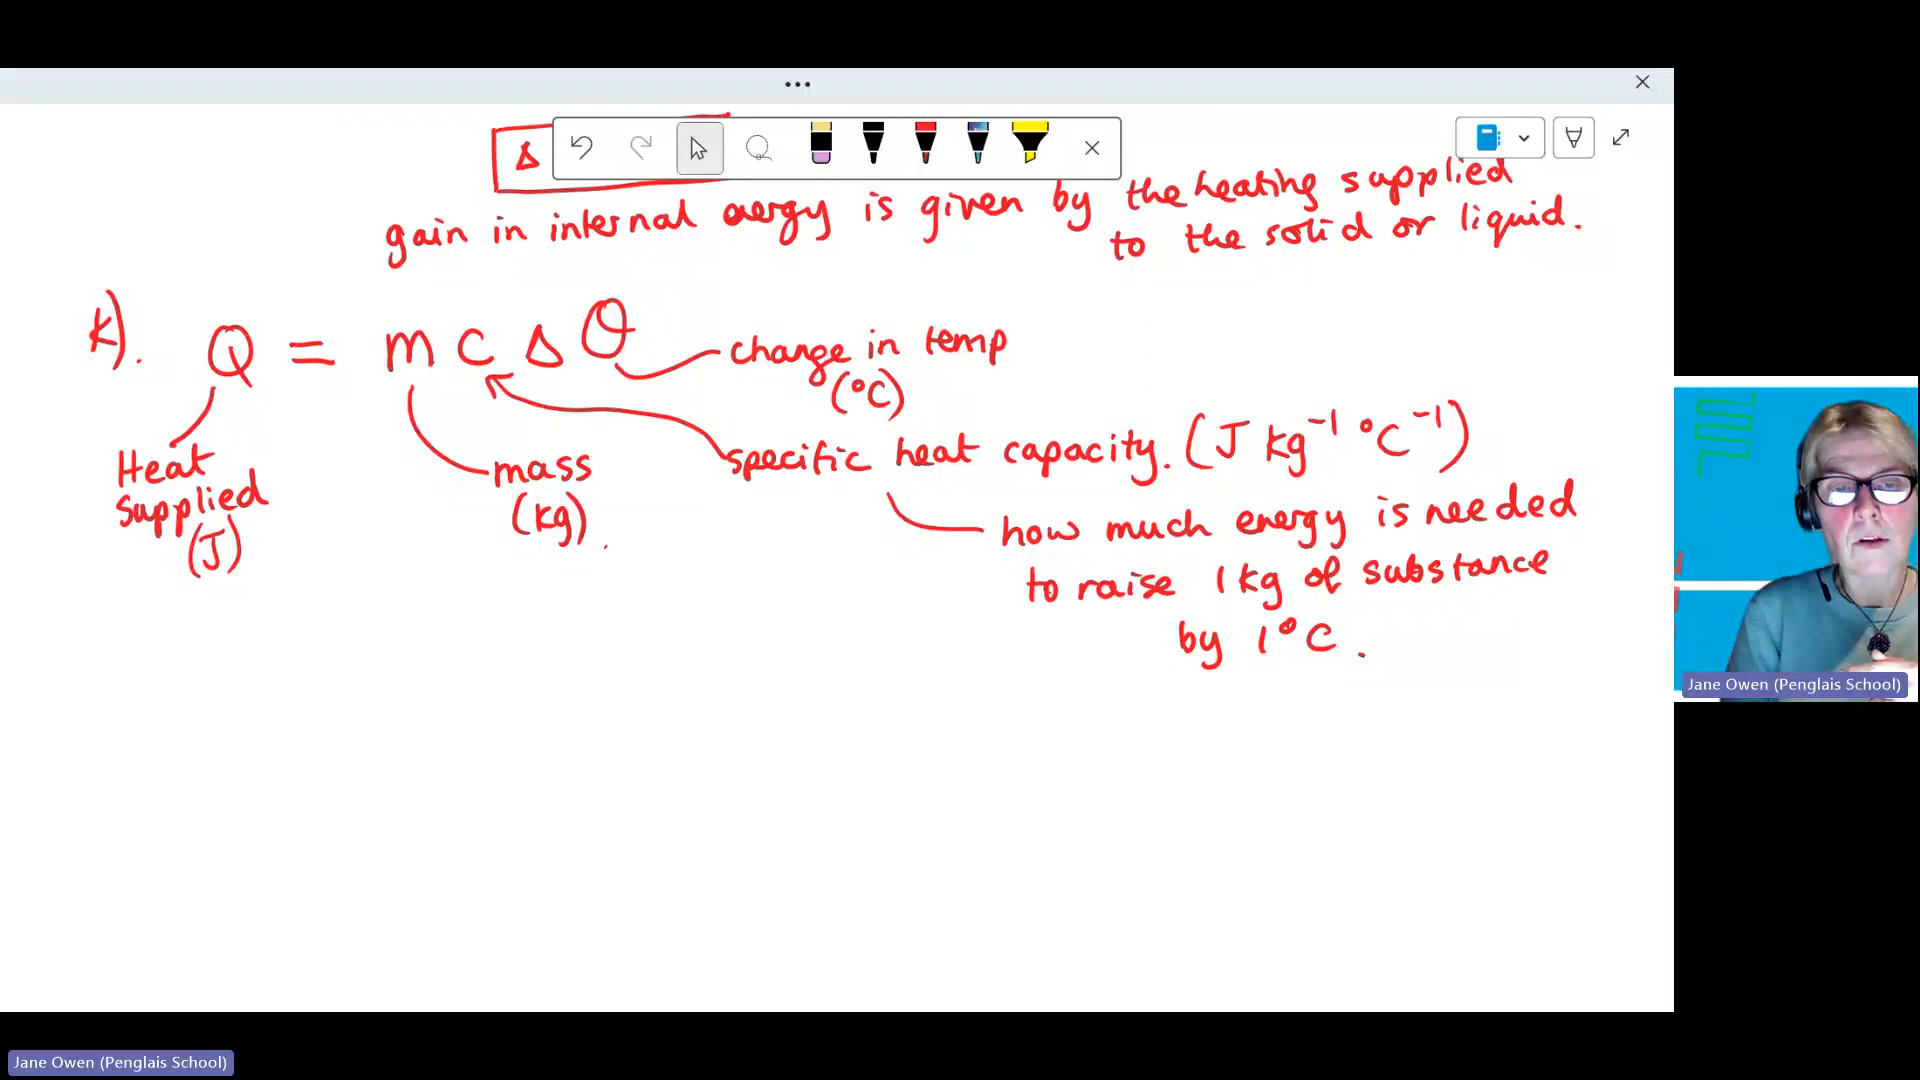 Δ
gain in internal energy is given by the heating supplied
to the solid or liquid.
k). Q = m c Δ θ
change in temp
(°C)
specific heat capacity. (J kg⁻¹ °C⁻¹)
Heat
supplied
(J)
mass
(kg).
how much energy is needed
to raise 1 kg of substance
by 1°C.
Jane Owen (Penglais School)
Jane Owen (Penglais School)